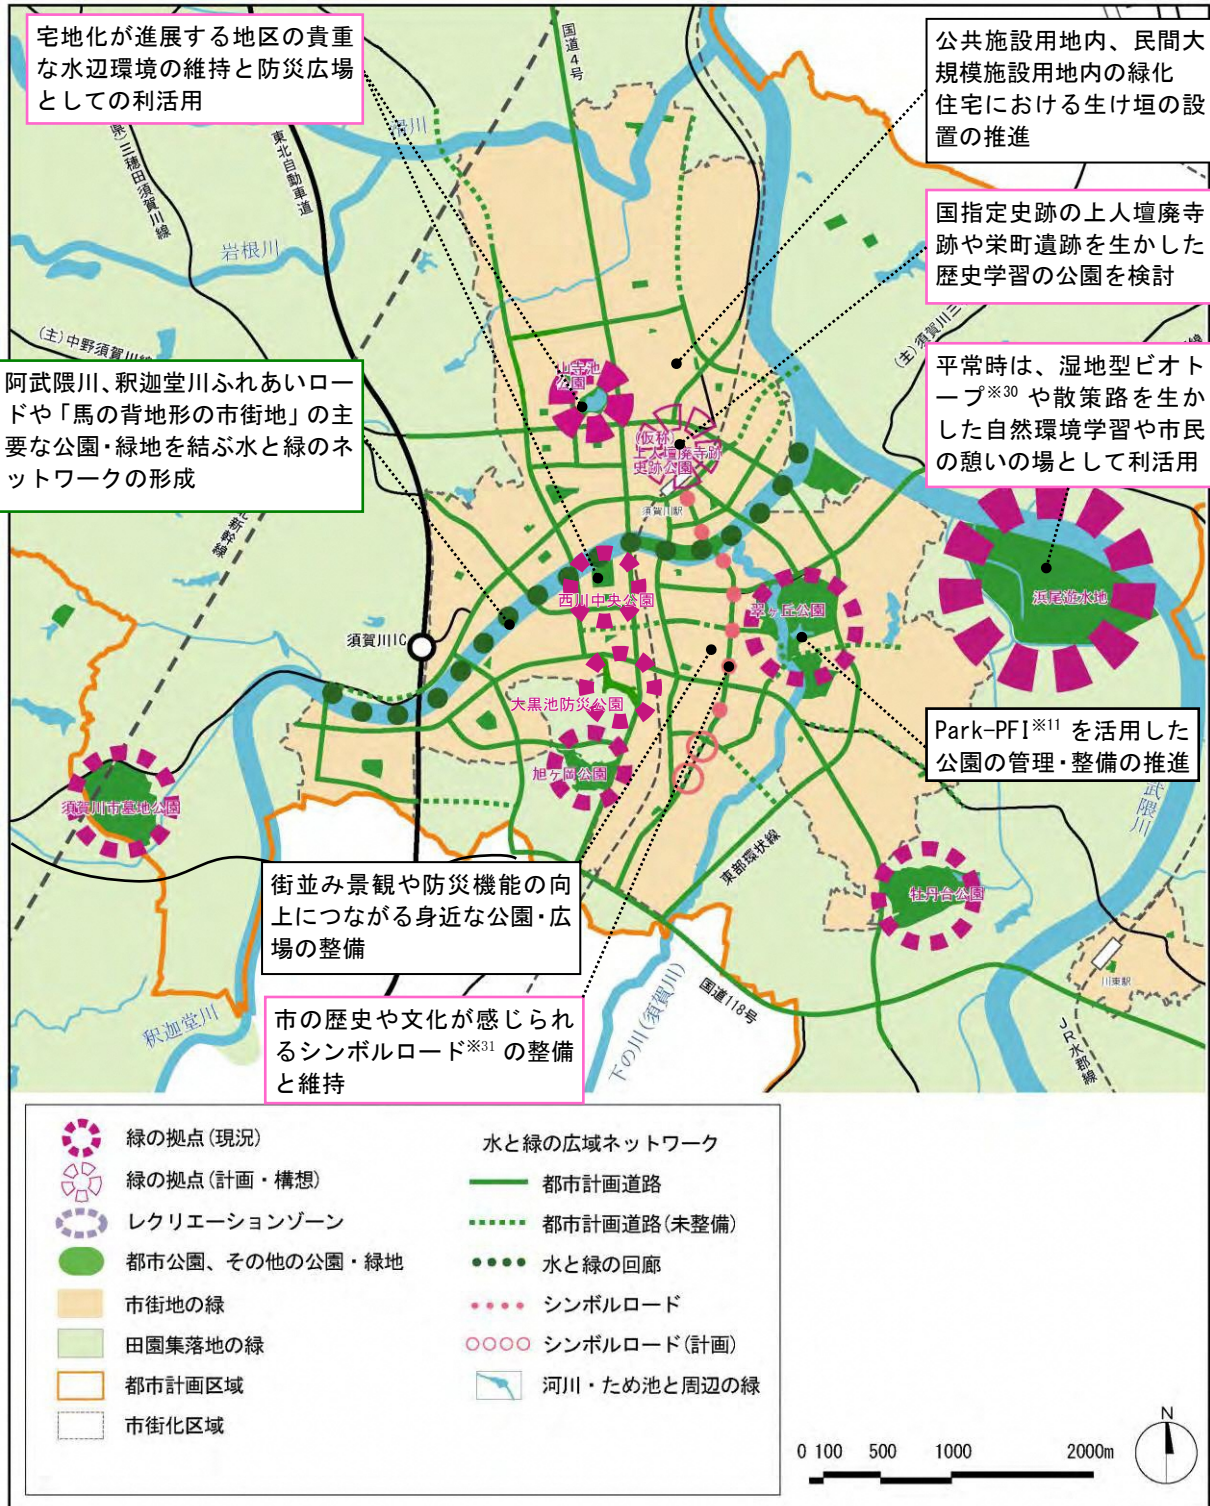 宅地化が進展する地区の貴重
な水辺環境の維持と防災広場
としての利活用
公共施設用地内、民間大
規模施設用地内の緑化
住宅における生け垣の設
置の推進
国指定史跡の上人壇廃寺
跡や栄町遺跡を生かした
歴史学習の公園を検討
平常時は、湿地型ビオト
ープ※30 や散策路を生か
した自然環境学習や市民
の憩いの場として利活用
阿武隈川、釈迦堂川ふれあいロー
ドや「馬の背地形の市街地」の主
要な公園・緑地を結ぶ水と緑のネ
ットワークの形成
Park-PFI※11 を活用した
公園の管理・整備の推進
街並み景観や防災機能の向
上につながる身近な公園・広
場の整備
市の歴史や文化が感じられ
るシンボルロード※31 の整備
と維持
国道4号
滑川
県)三穂田須賀川線
東北自動車道
岩根川
(主)中野須賀川線
(主)須賀川三
山寺池
公園
(仮称)
上人壇廃寺跡
史跡公園
須賀川駅
北新幹線
西川中央公園
翠ヶ丘公園
浜尾遊水地
須賀川IC
大黒池防災公園
旭ヶ岡公園
須賀川市墓地公園
武隈川
東部環状線
牡丹台公園
川東駅
国道118号
JR水郡線
釈迦堂川
下の川(須賀川)
緑の拠点(現況)
緑の拠点(計画・構想)
レクリエーションゾーン
都市公園、その他の公園・緑地
市街地の緑
田園集落地の緑
都市計画区域
市街化区域
水と緑の広域ネットワーク
都市計画道路
都市計画道路(未整備)
水と緑の回廊
シンボルロード
シンボルロード(計画)
河川・ため池と周辺の緑
N
0 100 500 1000 2000m